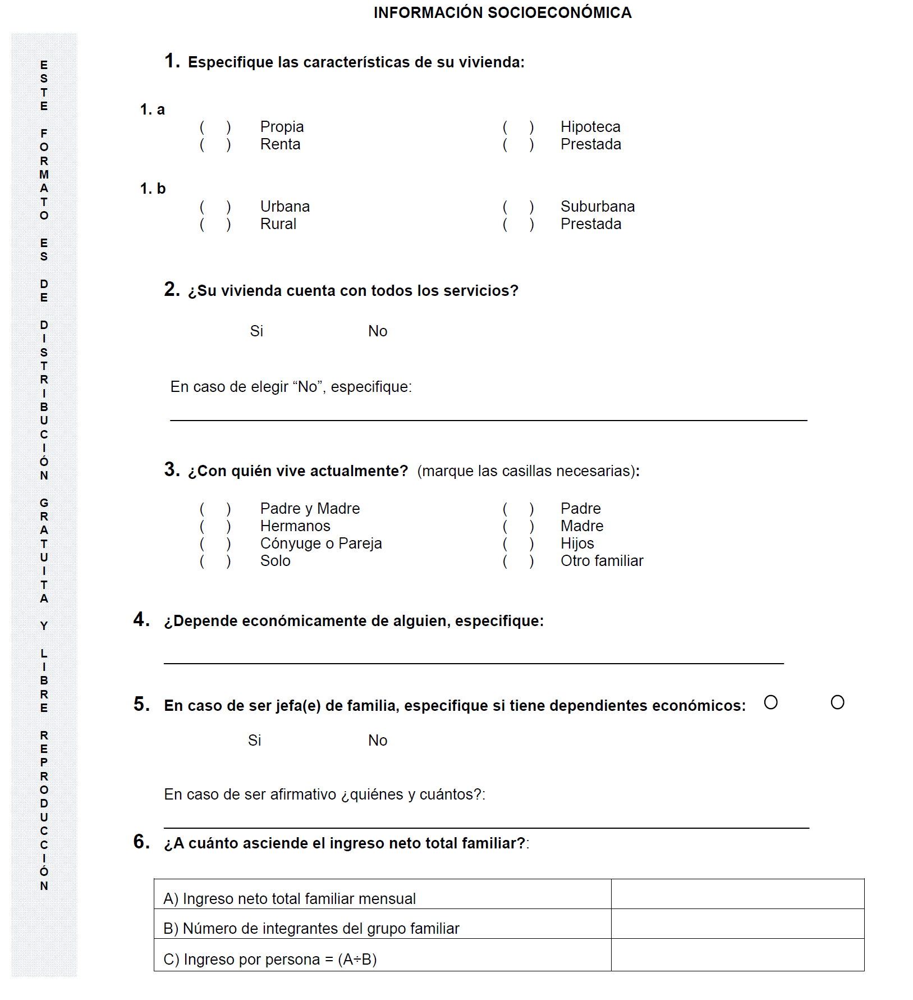 INFORMACIÓN SOCIOECONÓMICA
ESTE FORMATO ES DE DISTRIBUCIÓN GRATUITA Y LIBRE REPRODUCCIÓN
1. Especifique las características de su vivienda:
1. a
( ) Propia ( ) Hipoteca
( ) Renta ( ) Prestada
1. b
( ) Urbana ( ) Suburbana
( ) Rural ( ) Prestada
2. ¿Su vivienda cuenta con todos los servicios?
Si No
En caso de elegir “No”, especifique:
3. ¿Con quién vive actualmente? (marque las casillas necesarias):
( ) Padre y Madre ( ) Padre
( ) Hermanos ( ) Madre
( ) Cónyuge o Pareja ( ) Hijos
( ) Solo ( ) Otro familiar
4. ¿Depende económicamente de alguien, especifique:
5. En caso de ser jefa(e) de familia, especifique si tiene dependientes económicos:
Si No
En caso de ser afirmativo ¿quiénes y cuántos?:
6. ¿A cuánto asciende el ingreso neto total familiar?:
A) Ingreso neto total familiar mensual
B) Número de integrantes del grupo familiar
C) Ingreso por persona = (A÷B)